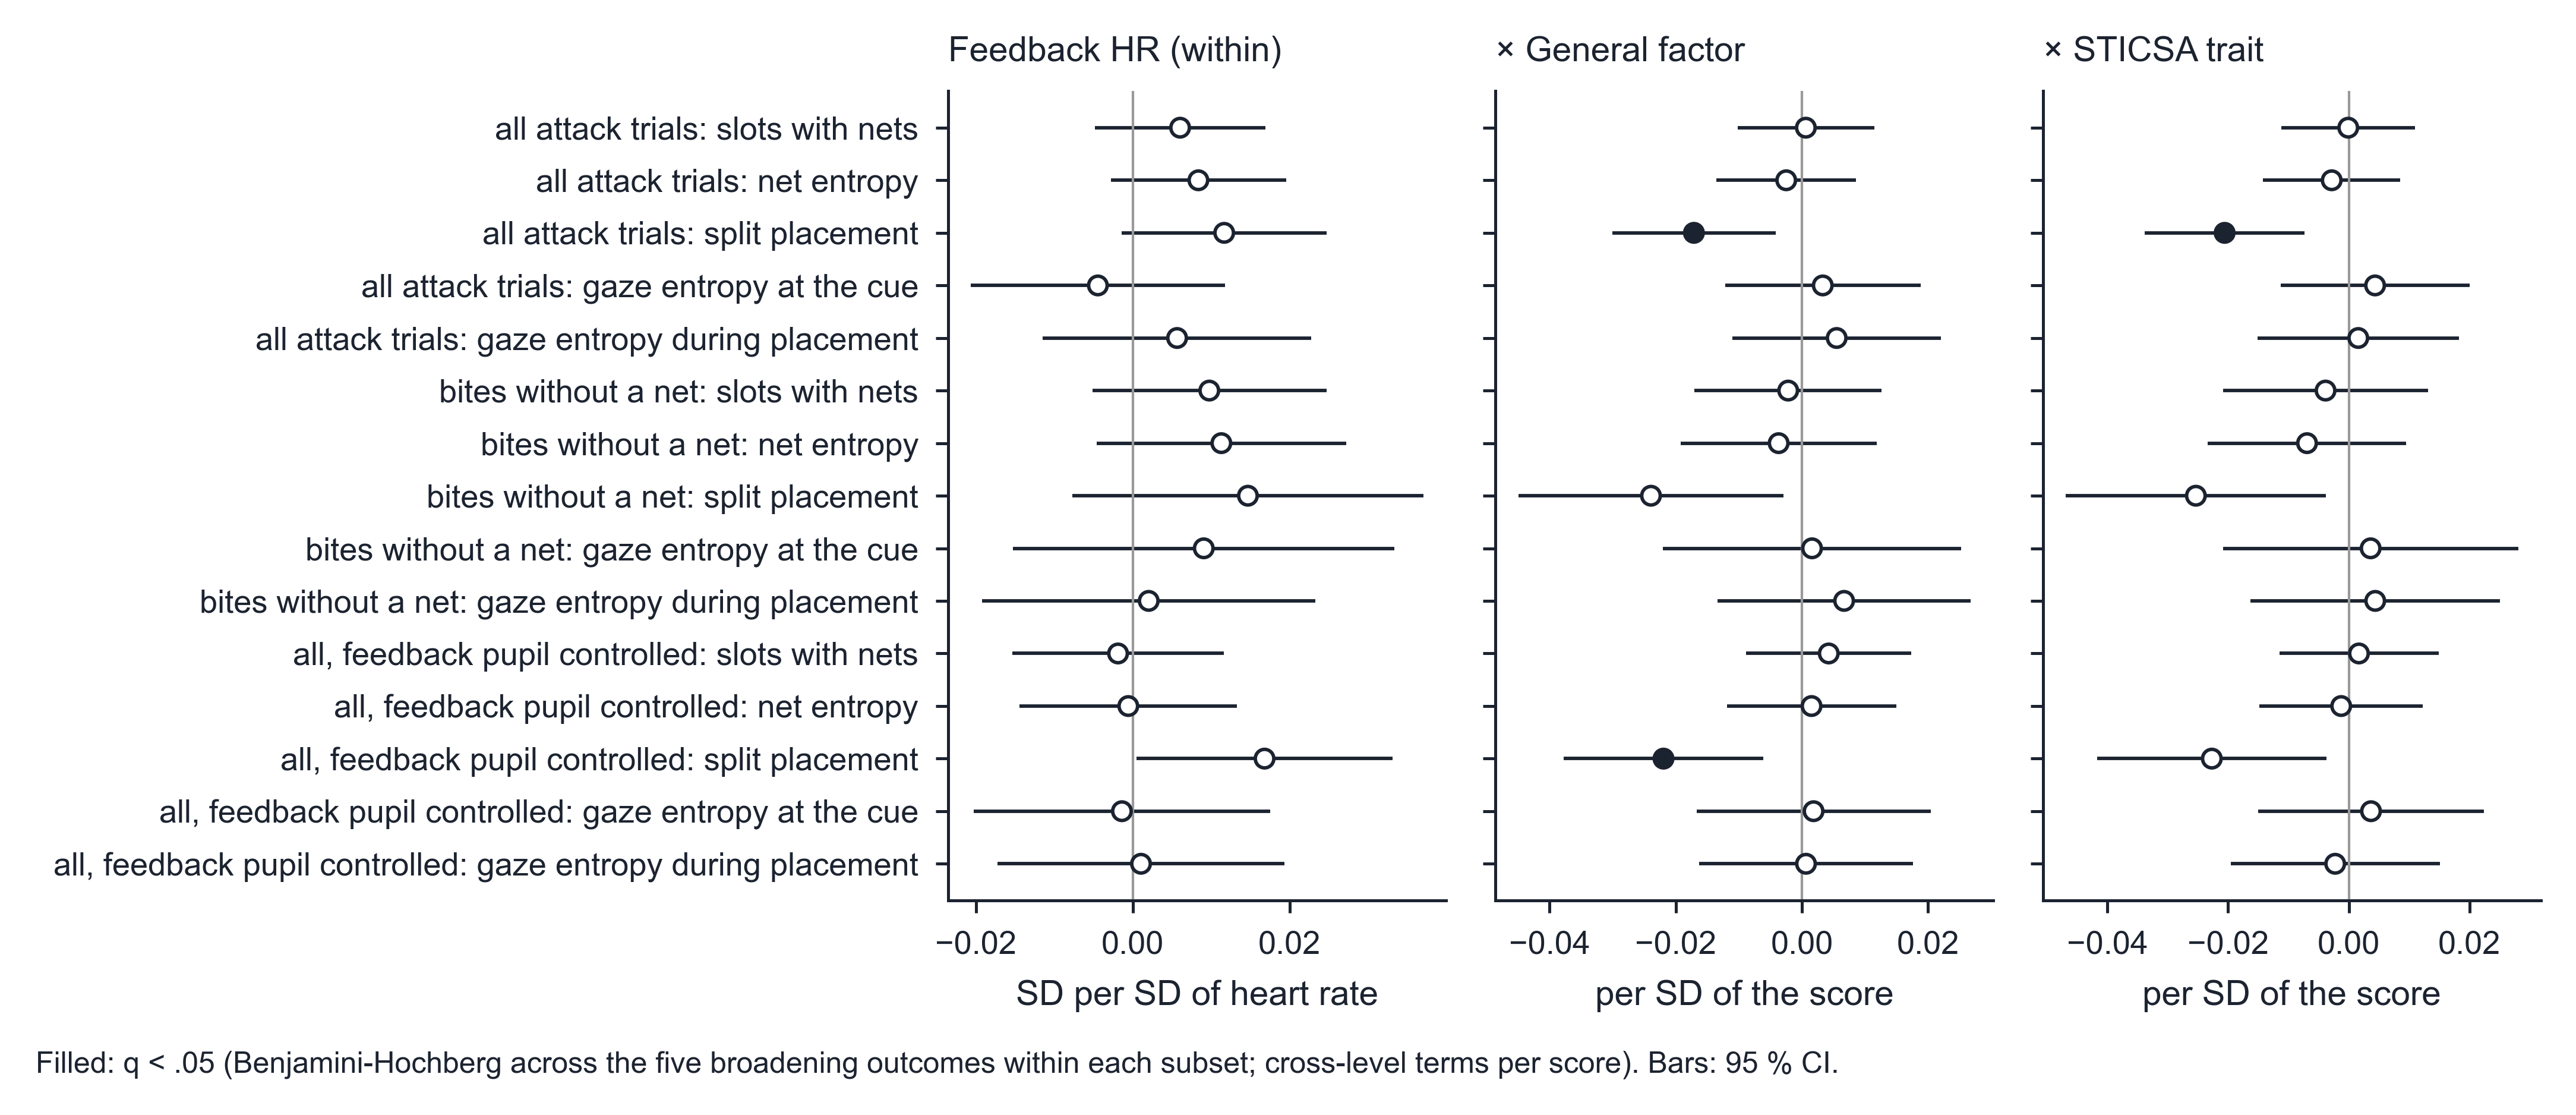 Feedback HR (within)
× General factor
× STICSA trait
all attack trials: slots with nets
all attack trials: net entropy
all attack trials: split placement
all attack trials: gaze entropy at the cue
all attack trials: gaze entropy during placement
bites without a net: slots with nets
bites without a net: net entropy
bites without a net: split placement
bites without a net: gaze entropy at the cue
bites without a net: gaze entropy during placement
all, feedback pupil controlled: slots with nets
all, feedback pupil controlled: net entropy
all, feedback pupil controlled: split placement
all, feedback pupil controlled: gaze entropy at the cue
all, feedback pupil controlled: gaze entropy during placement
−0.02 0.00 0.02
−0.04 −0.02 0.00 0.02
−0.04 −0.02 0.00 0.02
SD per SD of heart rate
per SD of the score
per SD of the score
Filled: q < .05 (Benjamini-Hochberg across the five broadening outcomes within each subset; cross-level terms per score). Bars: 95 % CI.